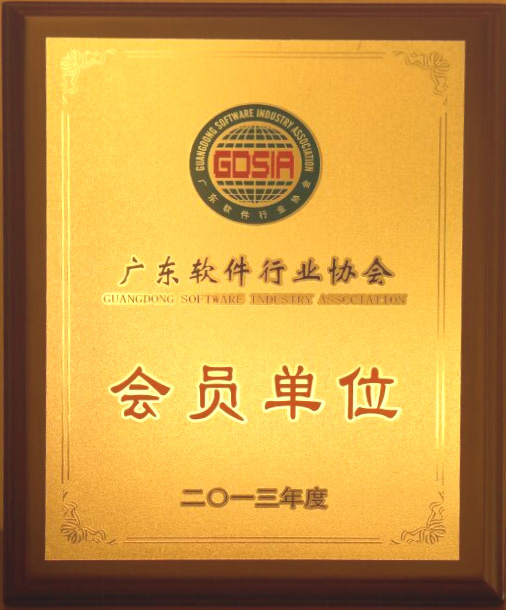 GUANGDONG SOFTWARE INDUSTRY ASSOCIATION
GDSIA
广东软件行业协会
广东软件行业协会
GUANGDONG SOFTWARE INDUSTRY ASSOCIATION
会员单位
二〇一三年度